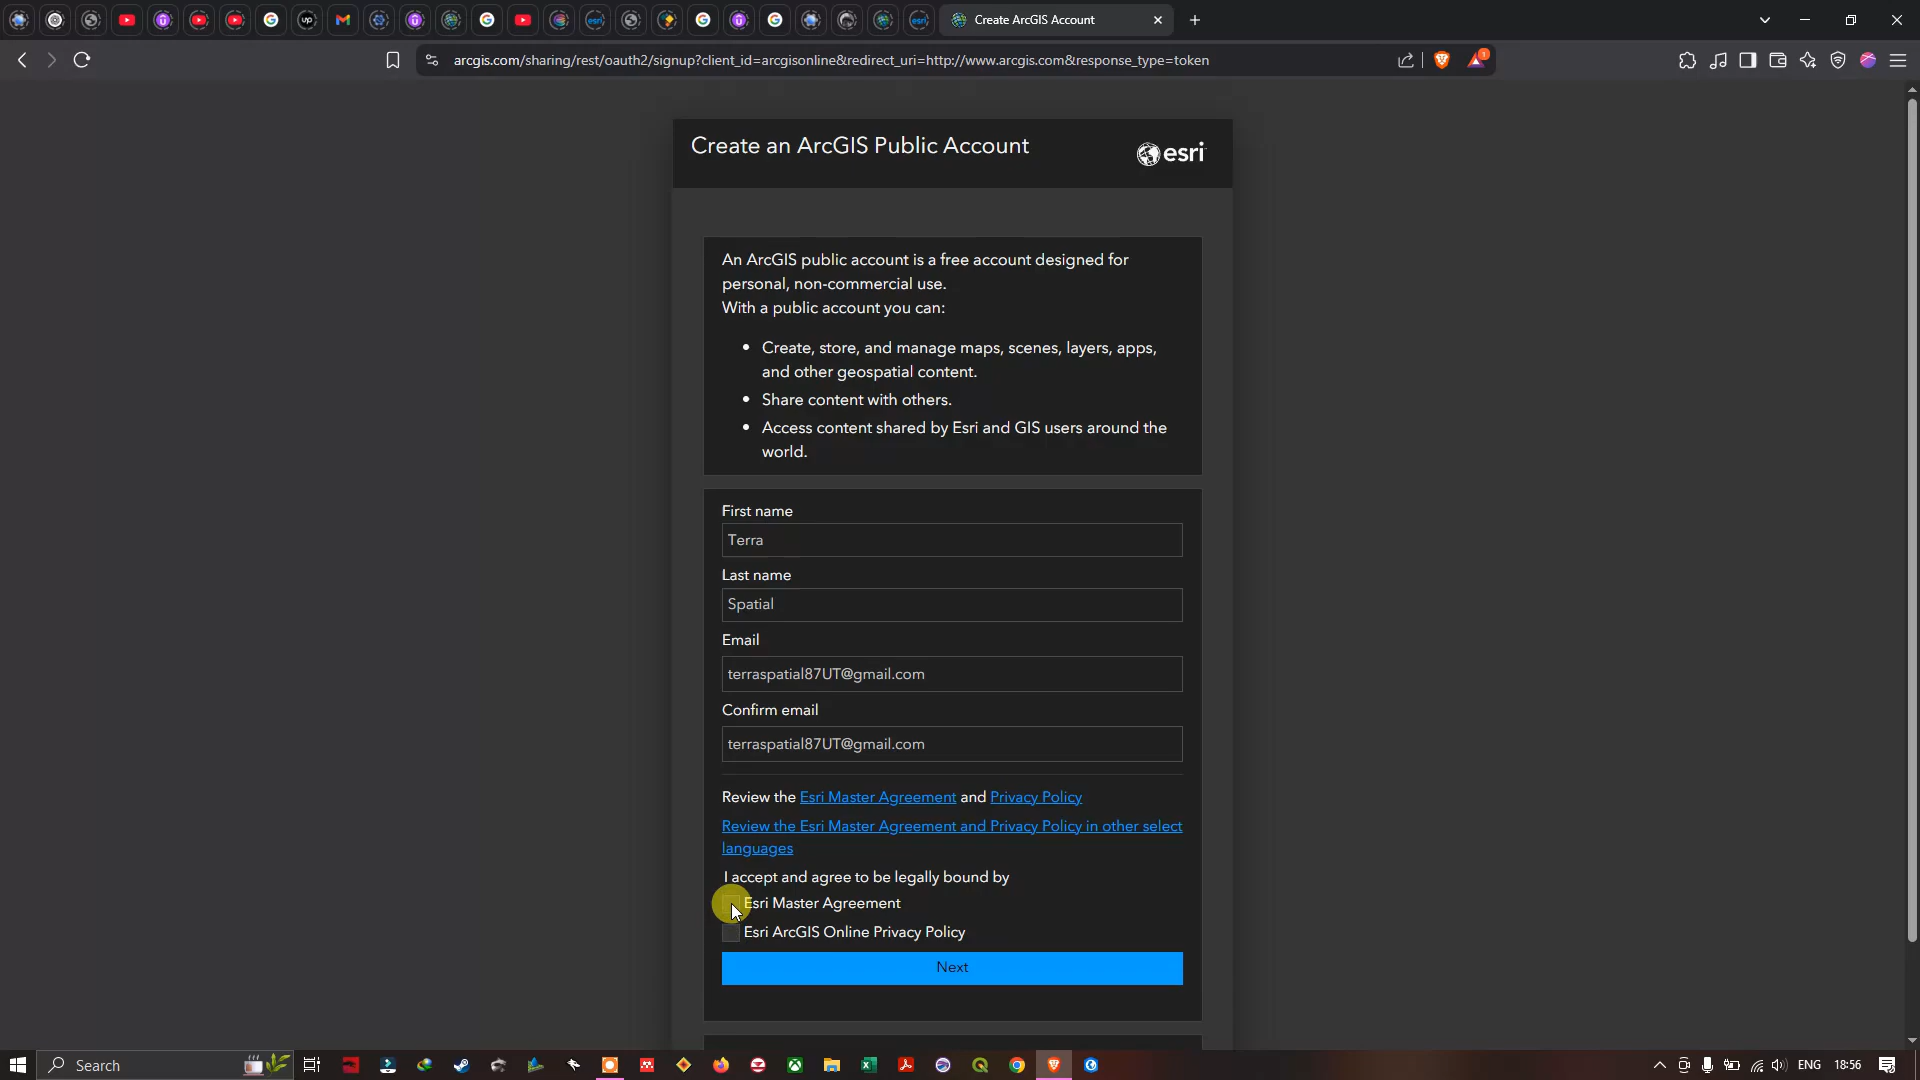 Create ArcGIS Account
arcgis.com/sharing/rest/oauth2/signup?client_id=arcgisonline&redirect_uri=http://www.arcgis.com&response_type=token
1
Create an ArcGIS Public Account
esri
An ArcGIS public account is a free account designed for
personal, non-commercial use.
With a public account you can:
• Create, store, and manage maps, scenes, layers, apps,
and other geospatial content.
• Share content with others.
• Access content shared by Esri and GIS users around the
world.
First name
Terra
Last name
Spatial
Email
terraspatial87UT@gmail.com
Confirm email
terraspatial87UT@gmail.com
Review the Esri Master Agreement and Privacy Policy
Review the Esri Master Agreement and Privacy Policy in other select
languages
I accept and agree to be legally bound by
Esri Master Agreement
Esri ArcGIS Online Privacy Policy
Next
Search
ENG
18:56